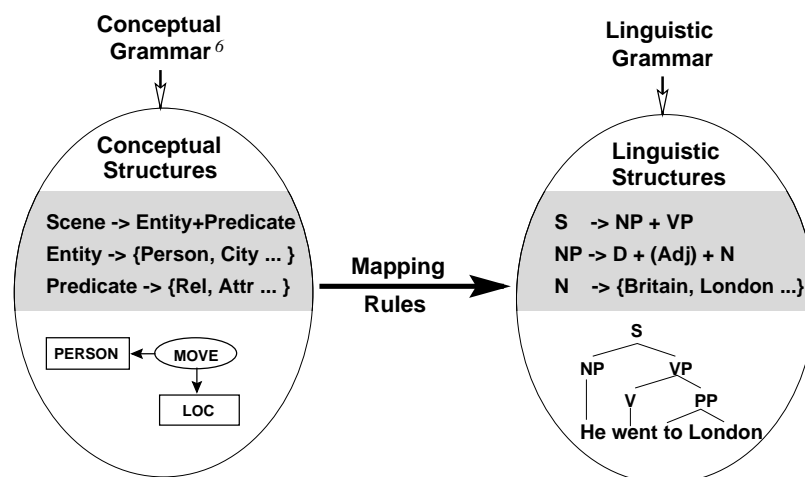 Conceptual
Grammar 6
Conceptual
Structures
Scene -> Entity+Predicate
Entity -> {Person, City ... }
Predicate -> {Rel, Attr ... }
PERSON
MOVE
LOC
Mapping
Rules
Linguistic
Grammar
Linguistic
Structures
S -> NP + VP
NP -> D + (Adj) + N
N -> {Britain, London ...}
S
NP VP
V PP
He went to London